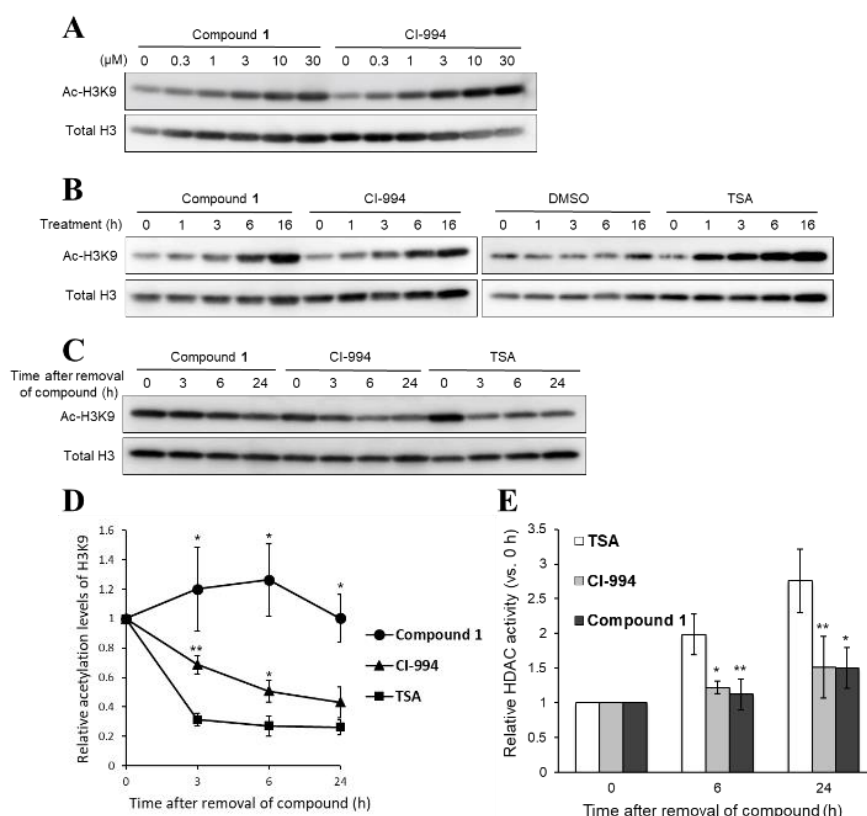 A
Compound 1 CI-994
(μM) 0 0.3 1 3 10 30 0 0.3 1 3 10 30
Ac-H3K9
Total H3
B
Compound 1 CI-994 DMSO TSA
Treatment (h) 0 1 3 6 16 0 1 3 6 16 0 1 3 6 16 0 1 3 6 16
Ac-H3K9
Total H3
C
Compound 1 CI-994 TSA
Time after removal of compound (h) 0 3 6 24 0 3 6 24 0 3 6 24
Ac-H3K9
Total H3
D
Relative acetylation levels of H3K9
1.6
1.4
1.2
1
0.8
0.6
0.4
0.2
0
* * *
** *
Compound 1
CI-994
TSA
0 3 6 24
Time after removal of compound (h)
E
Relative HDAC activity (vs. 0 h)
3.5
3
2.5
2
1.5
1
0.5
0
TSA
CI-994
Compound 1
* ** ** *
0 6 24
Time after removal of compound (h)